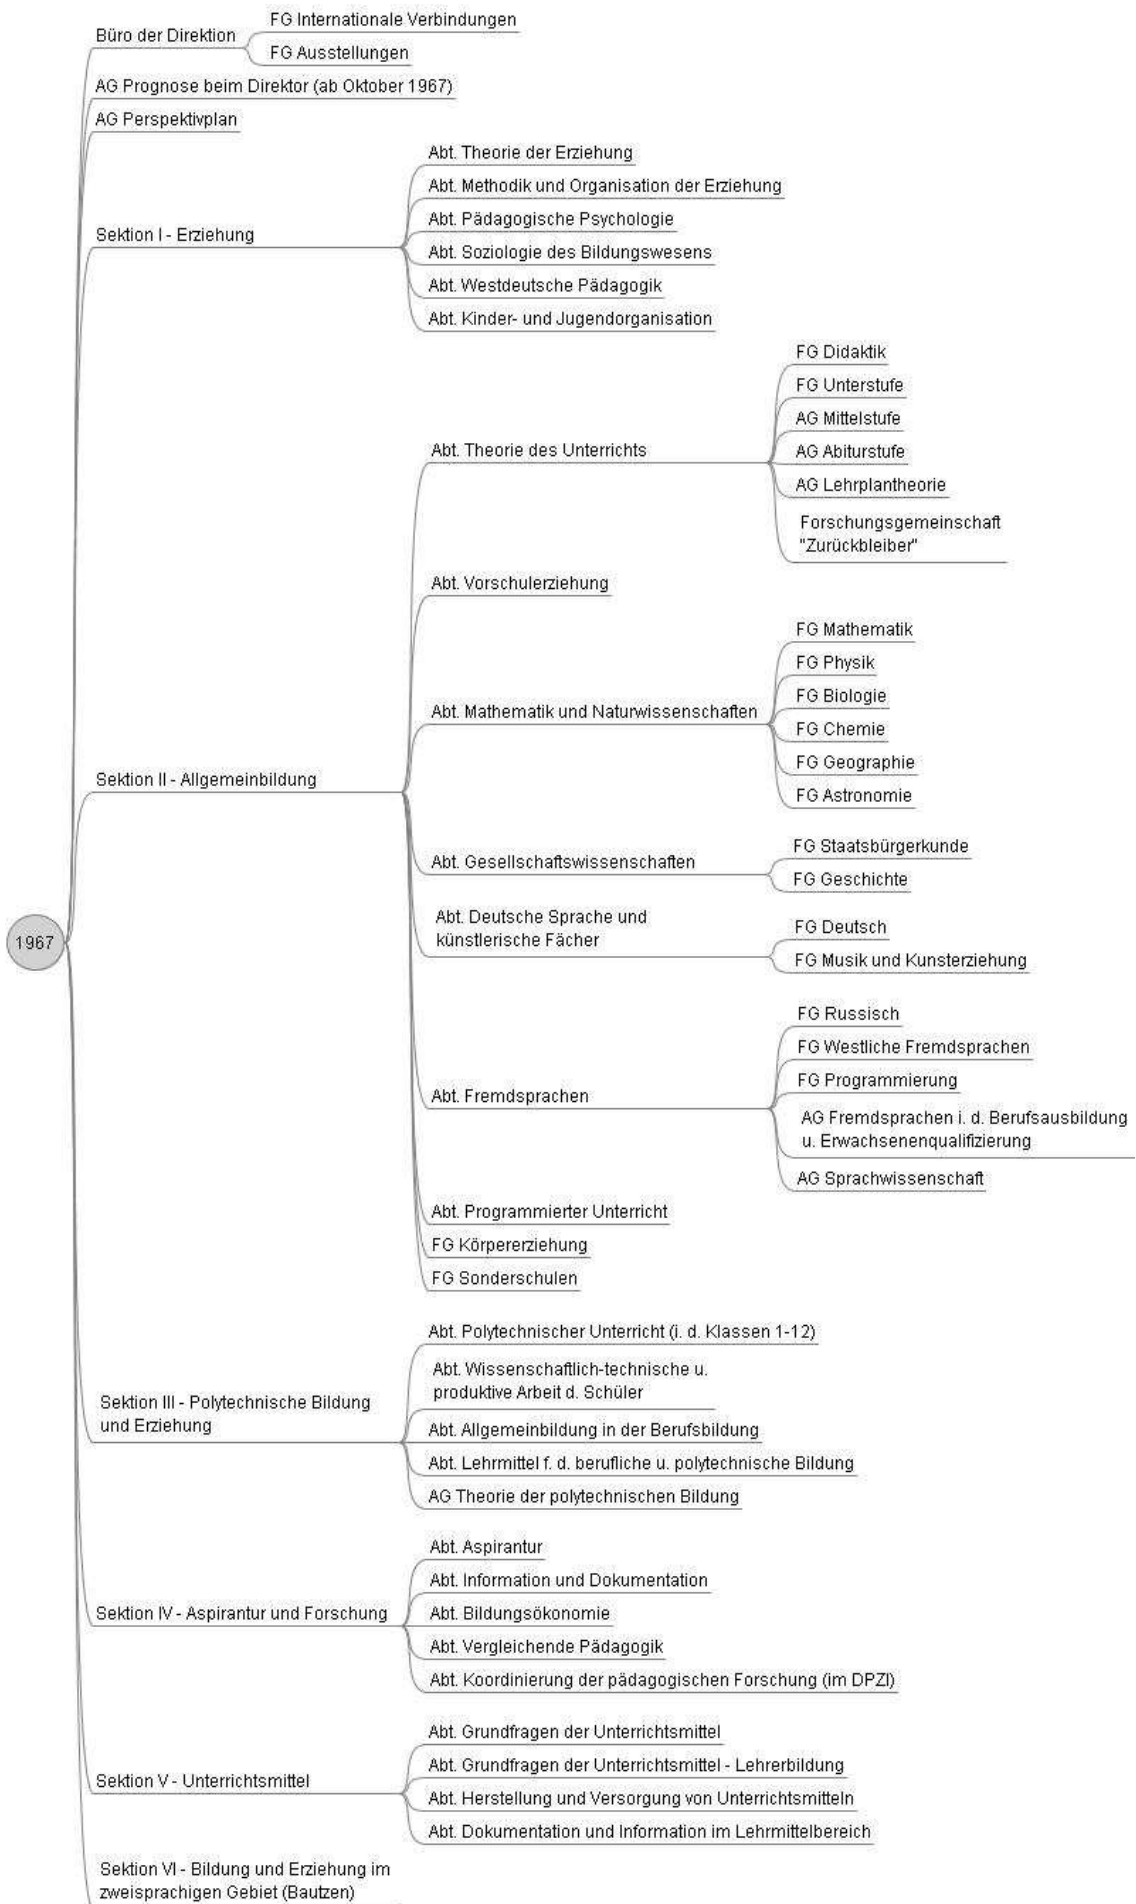 1967
Büro der Direktion
FG Internationale Verbindungen
FG Ausstellungen
AG Prognose beim Direktor (ab Oktober 1967)
AG Perspektivplan
Sektion I - Erziehung
Abt. Theorie der Erziehung
Abt. Methodik und Organisation der Erziehung
Abt. Pädagogische Psychologie
Abt. Soziologie des Bildungswesens
Abt. Westdeutsche Pädagogik
Abt. Kinder- und Jugendorganisation
Sektion II - Allgemeinbildung
Abt. Theorie des Unterrichts
FG Didaktik
FG Unterstufe
AG Mittelstufe
AG Abiturstufe
AG Lehrplantheorie
Forschungsgemeinschaft
"Zurückbleiber"
Abt. Vorschulerziehung
Abt. Mathematik und Naturwissenschaften
FG Mathematik
FG Physik
FG Biologie
FG Chemie
FG Geographie
FG Astronomie
Abt. Gesellschaftswissenschaften
FG Staatsbürgerkunde
FG Geschichte
Abt. Deutsche Sprache und
künstlerische Fächer
FG Deutsch
FG Musik und Kunsterziehung
Abt. Fremdsprachen
FG Russisch
FG Westliche Fremdsprachen
FG Programmierung
AG Fremdsprachen i. d. Berufsausbildung
u. Erwachsenenqualifizierung
AG Sprachwissenschaft
Abt. Programmierter Unterricht
FG Körpererziehung
FG Sonderschulen
Sektion III - Polytechnische Bildung
und Erziehung
Abt. Polytechnischer Unterricht (i. d. Klassen 1-12)
Abt. Wissenschaftlich-technische u.
produktive Arbeit d. Schüler
Abt. Allgemeinbildung in der Berufsbildung
Abt. Lehrmittel f. d. berufliche u. polytechnische Bildung
AG Theorie der polytechnischen Bildung
Sektion IV - Aspirantur und Forschung
Abt. Aspirantur
Abt. Information und Dokumentation
Abt. Bildungsökonomie
Abt. Vergleichende Pädagogik
Abt. Koordinierung der pädagogischen Forschung (im DPZI)
Sektion V - Unterrichtsmittel
Abt. Grundfragen der Unterrichtsmittel
Abt. Grundfragen der Unterrichtsmittel - Lehrerbildung
Abt. Herstellung und Versorgung von Unterrichtsmitteln
Abt. Dokumentation und Information im Lehrmittelbereich
Sektion VI - Bildung und Erziehung im
zweisprachigen Gebiet (Bautzen)